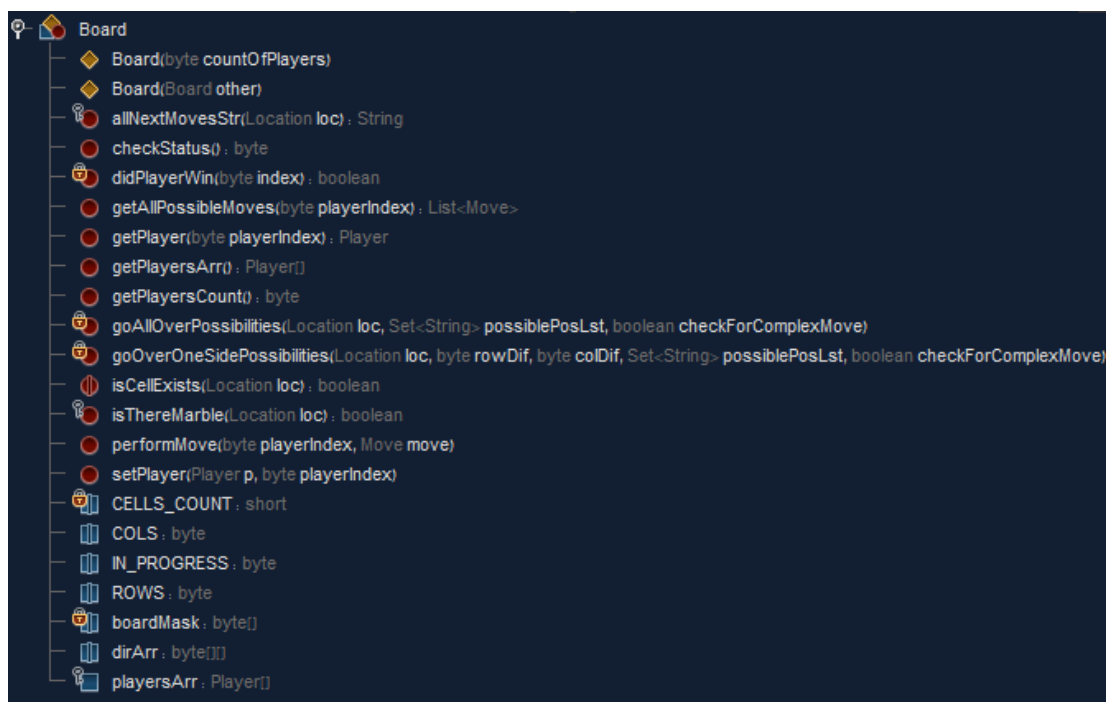 Board
Board(byte countOfPlayers)
Board(Board other)
allNextMovesStr(Location loc) : String
checkStatus() : byte
didPlayerWin(byte index) : boolean
getAllPossibleMoves(byte playerIndex) : List<Move>
getPlayer(byte playerIndex) : Player
getPlayersArr() : Player[]
getPlayersCount() : byte
goAllOverPossibilities(Location loc, Set<String> possiblePosLst, boolean checkForComplexMove)
goOverOneSidePossibilities(Location loc, byte rowDif, byte colDif, Set<String> possiblePosLst, boolean checkForComplexMove)
isCellExists(Location loc) : boolean
isThereMarble(Location loc) : boolean
performMove(byte playerIndex, Move move)
setPlayer(Player p, byte playerIndex)
CELLS_COUNT : short
COLS : byte
IN_PROGRESS : byte
ROWS : byte
boardMask : byte[]
dirArr : byte[][]
playersArr : Player[]